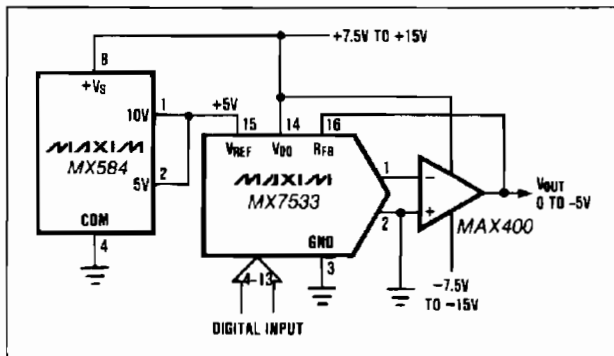 +7.5V TO +15V
8
+VS
10V
1
+5V
15
14
16
VREF
VDD
RFB
MAXIM
MX584
MAXIM
MX7533
5V
2
1
−
2
+
VOUT
0 TO -5V
MAX400
COM
4
GND
3
4-13
-7.5V
TO -15V
DIGITAL INPUT